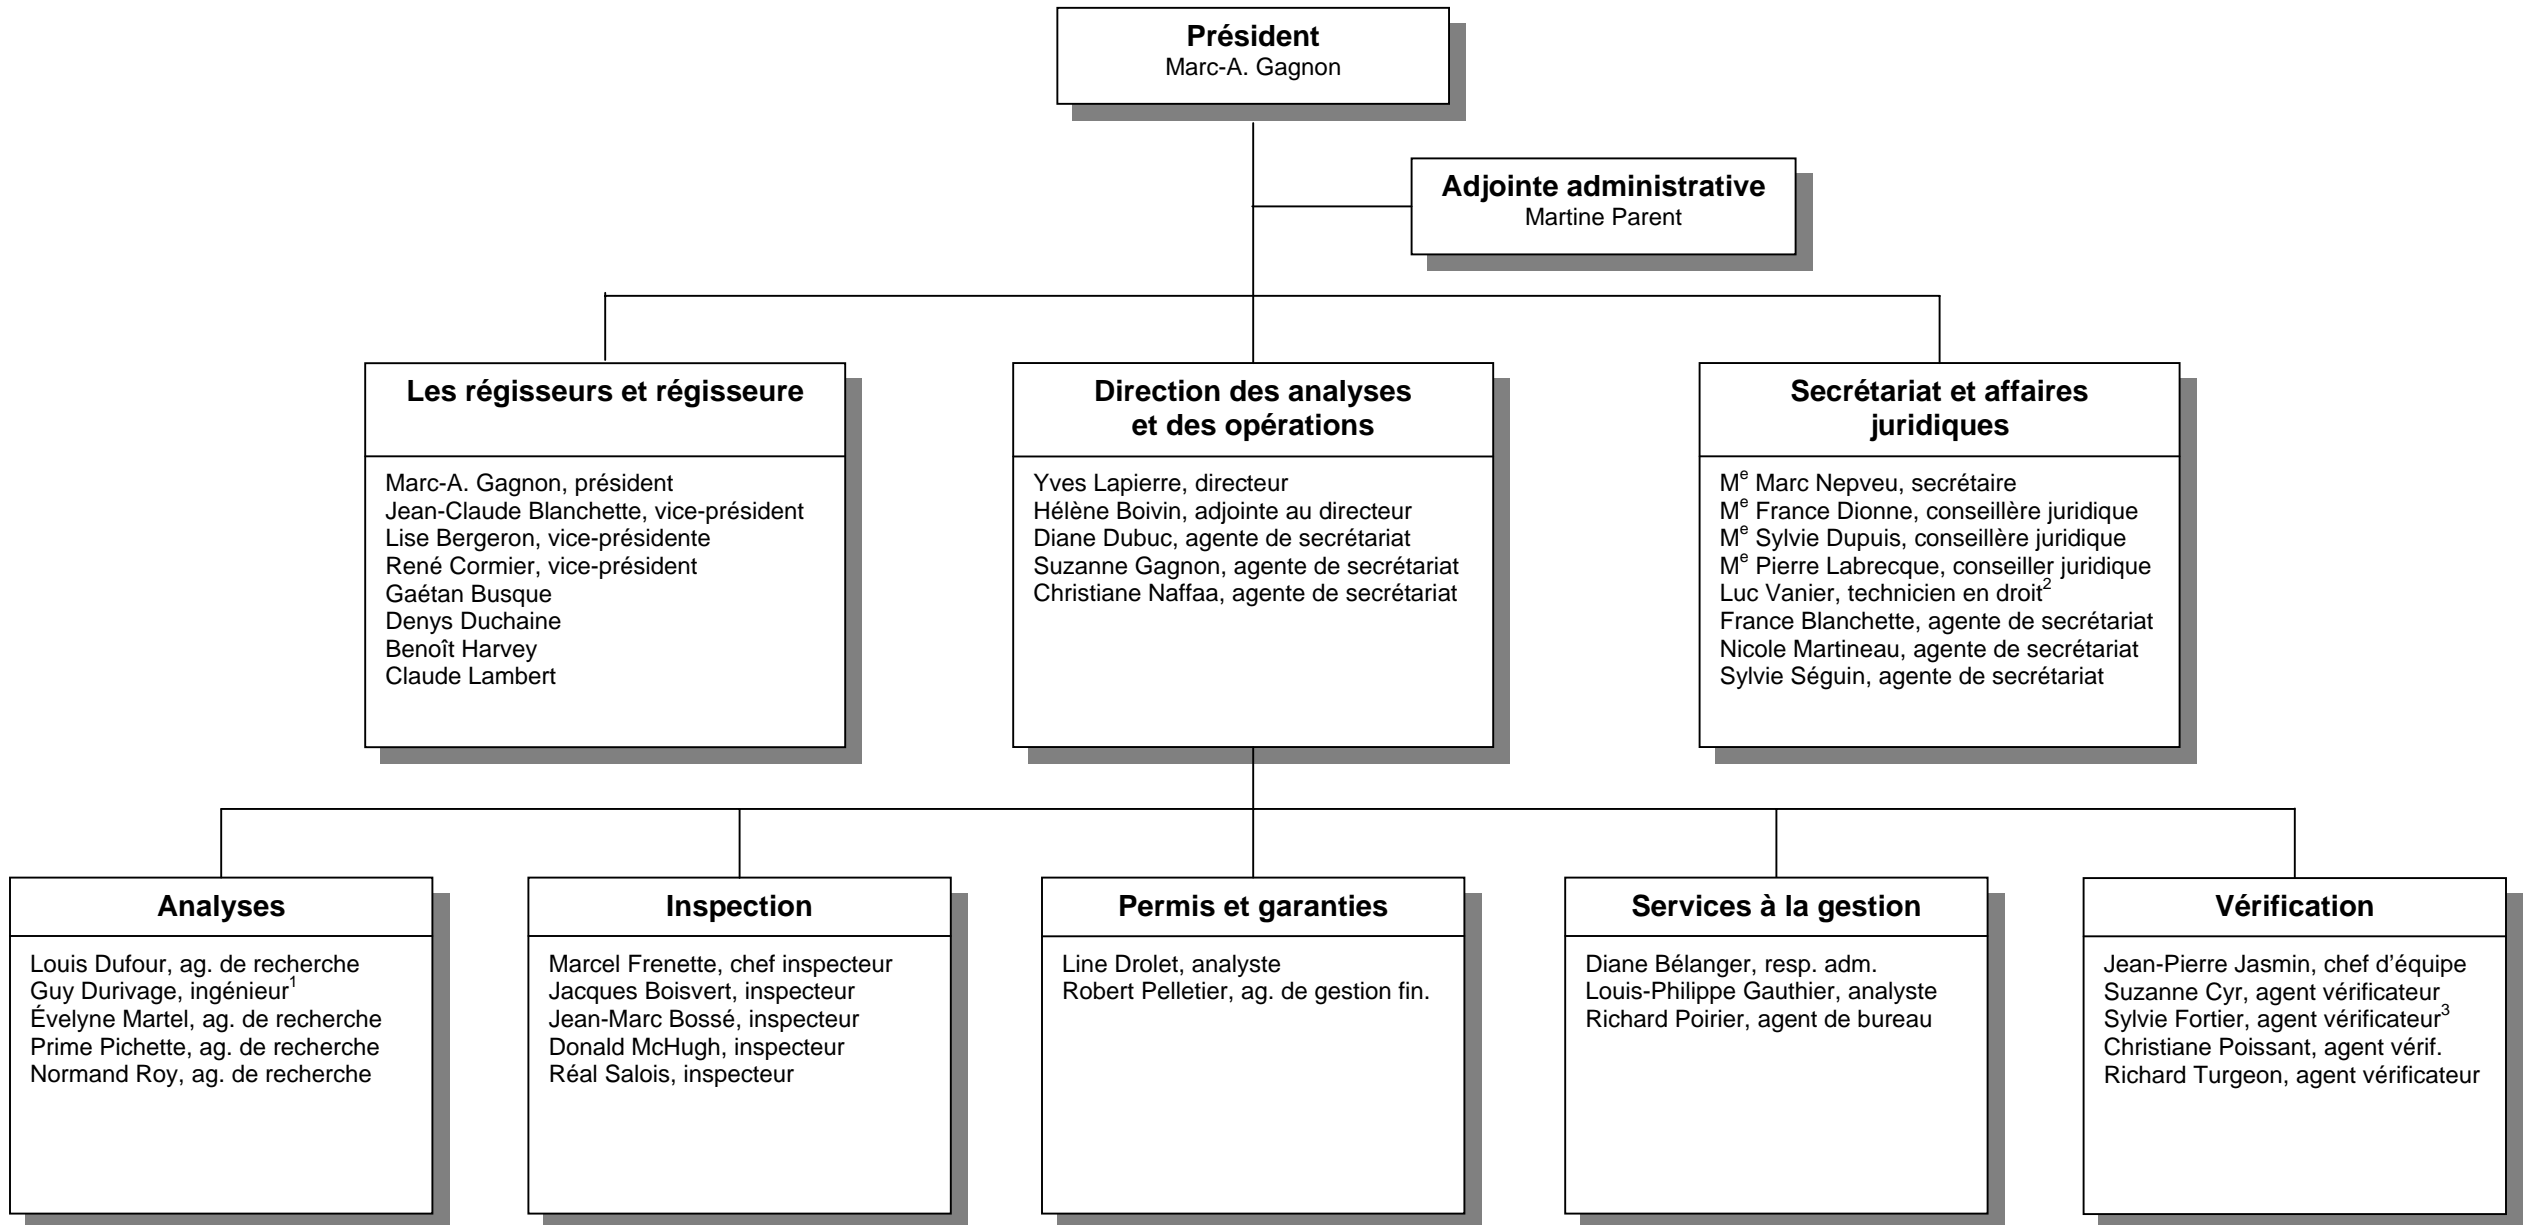 Président
Marc-A. Gagnon
Adjointe administrative
Martine Parent
Les régisseurs et régisseure
Marc-A. Gagnon, président
Jean-Claude Blanchette, vice-président
Lise Bergeron, vice-présidente
René Cormier, vice-président
Gaétan Busque
Denys Duchaine
Benoît Harvey
Claude Lambert
Direction des analyses
et des opérations
Yves Lapierre, directeur
Hélène Boivin, adjointe au directeur
Diane Dubuc, agente de secrétariat
Suzanne Gagnon, agente de secrétariat
Christiane Naffaa, agente de secrétariat
Secrétariat et affaires
juridiques
Me Marc Nepveu, secrétaire
Me France Dionne, conseillère juridique
Me Sylvie Dupuis, conseillère juridique
Me Pierre Labrecque, conseiller juridique
Luc Vanier, technicien en droit2
France Blanchette, agente de secrétariat
Nicole Martineau, agente de secrétariat
Sylvie Séguin, agente de secrétariat
Analyses
Louis Dufour, ag. de recherche
Guy Durivage, ingénieur1
Évelyne Martel, ag. de recherche
Prime Pichette, ag. de recherche
Normand Roy, ag. de recherche
Inspection
Marcel Frenette, chef inspecteur
Jacques Boisvert, inspecteur
Jean-Marc Bossé, inspecteur
Donald McHugh, inspecteur
Réal Salois, inspecteur
Permis et garanties
Line Drolet, analyste
Robert Pelletier, ag. de gestion fin.
Services à la gestion
Diane Bélanger, resp. adm.
Louis-Philippe Gauthier, analyste
Richard Poirier, agent de bureau
Vérification
Jean-Pierre Jasmin, chef d'équipe
Suzanne Cyr, agent vérificateur
Sylvie Fortier, agent vérificateur3
Christiane Poissant, agent vérif.
Richard Turgeon, agent vérificateur